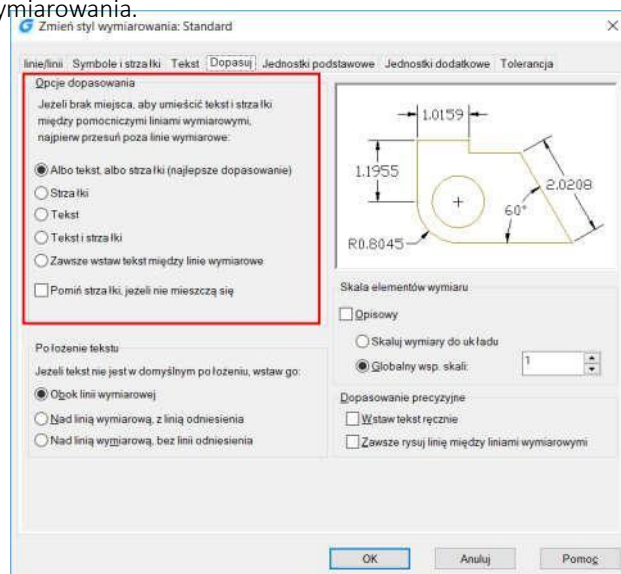 ymiarowania.
Zmień styl wymiarowania: Standard
linie/linii Symbole i strzałki Tekst Dopasuj Jednostki podstawowe Jednostki dodatkowe Tolerancja
Opcje dopasowania
Jeżeli brak miejsca, aby umieścić tekst i strzałki
między pomocniczymi liniami wymiarowymi,
najpierw przesuń poza linie wymiarowe:
Albo tekst, albo strzałki (najlepsze dopasowanie)
Strzałki
Tekst
Tekst i strzałki
Zawsze wstaw tekst między linie wymiarowe
Pomiń strzałki, jeżeli nie mieszczą się
Położenie tekstu
Jeżeli tekst nie jest w domyślnym położeniu, wstaw go:
Obok linii wymiarowej
Nad linią wymiarową, z linią odniesienia
Nad linią wymiarową, bez linii odniesienia
1.0159
1.1955
2.0208
60°
R0.8045
Skala elementów wymiaru
Opisowy
Skaluj wymiary do układu
Globalny wsp. skali: 1
Dopasowanie precyzyjne
Wstaw tekst ręcznie
Zawsze rysuj linię między liniami wymiarowymi
OK Anuluj Pomoc